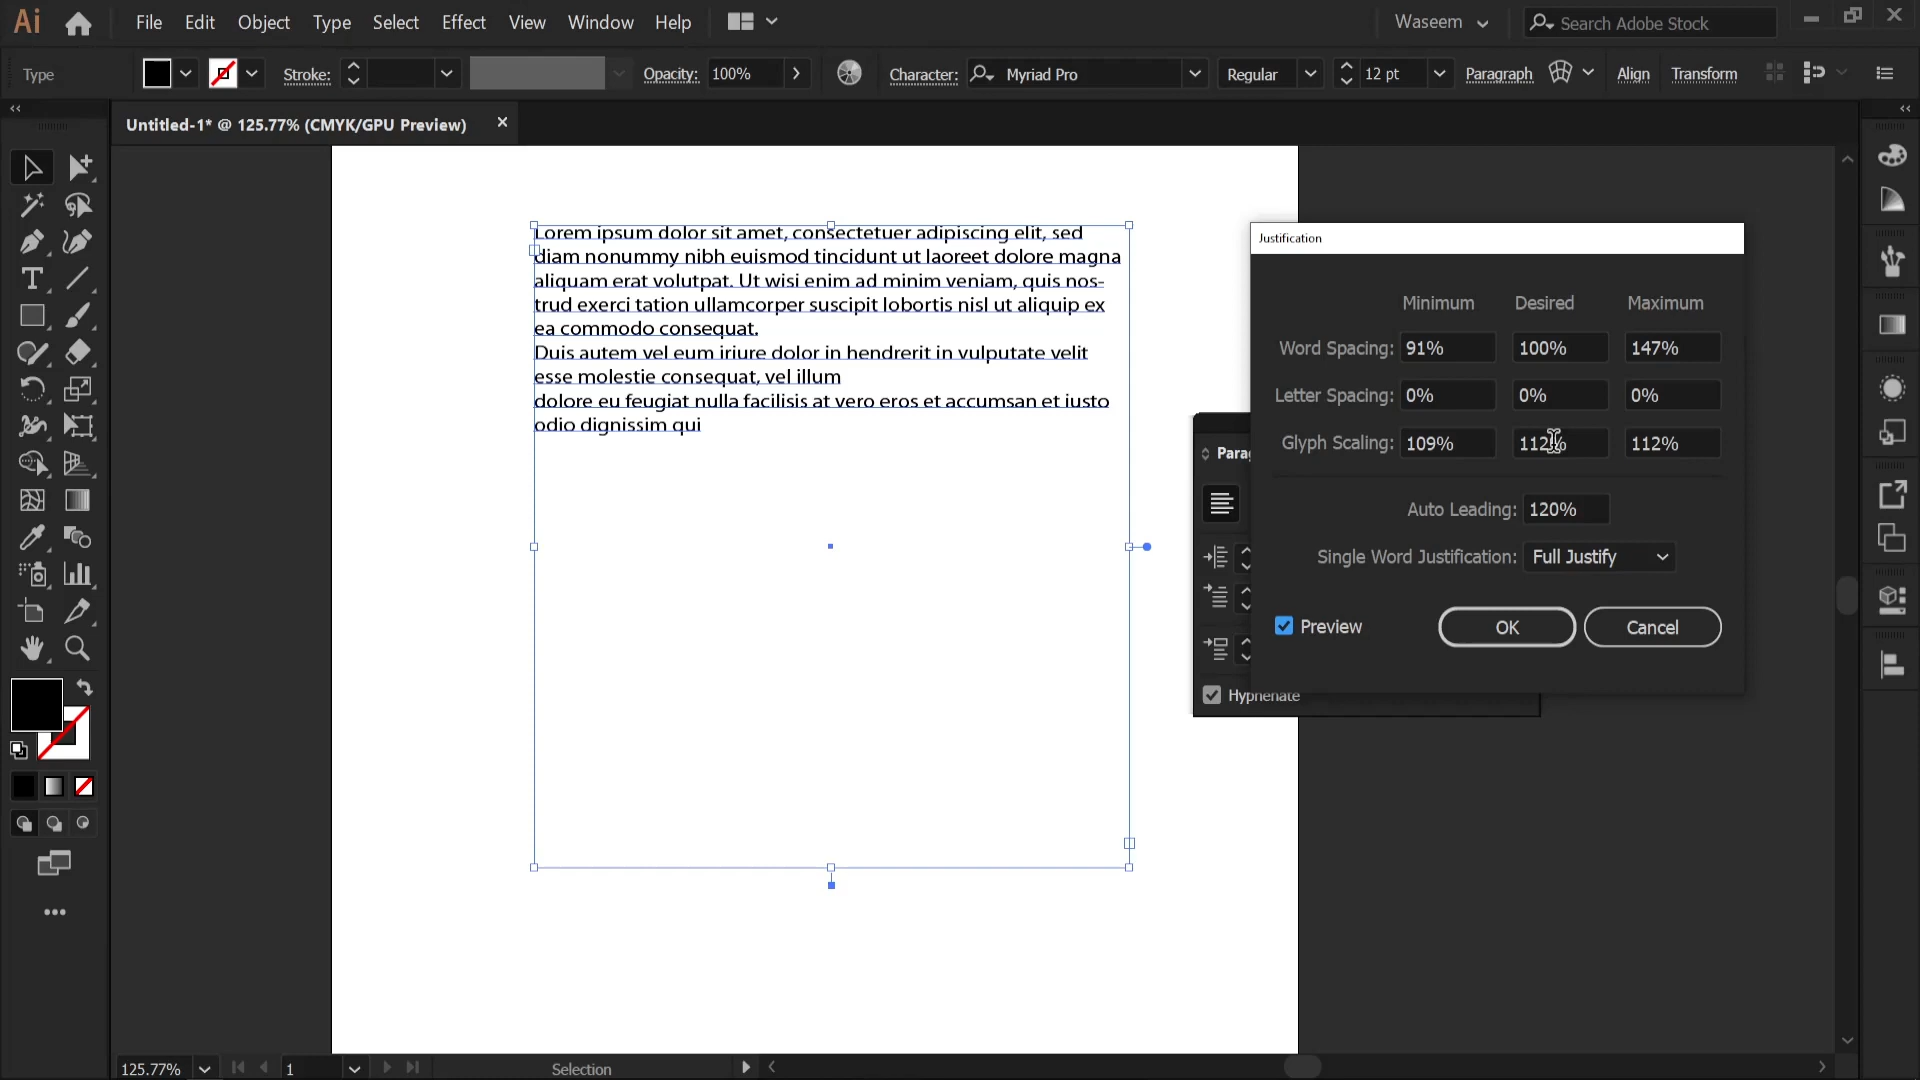 Ai File Edit Object Type Select Effect View Window Help Waseem Search Adobe Stock
Type Stroke: Opacity: 100% Character: Myriad Pro Regular 12 pt Paragraph Align Transform
Untitled-1* @ 125.77% (CMYK/GPU Preview)
Lorem ipsum dolor sit amet, consectetuer adipiscing elit, sed
diam nonummy nibh euismod tincidunt ut laoreet dolore magna
aliquam erat volutpat. Ut wisi enim ad minim veniam, quis nos-
trud exerci tation ullamcorper suscipit lobortis nisl ut aliquip ex
ea commodo consequat.
Duis autem vel eum iriure dolor in hendrerit in vulputate velit
esse molestie consequat, vel illum
dolore eu feugiat nulla facilisis at vero eros et accumsan et iusto
odio dignissim qui
Justification
Minimum Desired Maximum
Word Spacing: 91% 100% 147%
Letter Spacing: 0% 0% 0%
Glyph Scaling: 109% 112% 112%
Auto Leading: 120%
Single Word Justification: Full Justify
Preview OK Cancel
Para
Hyphenate
125.77% 1 Selection